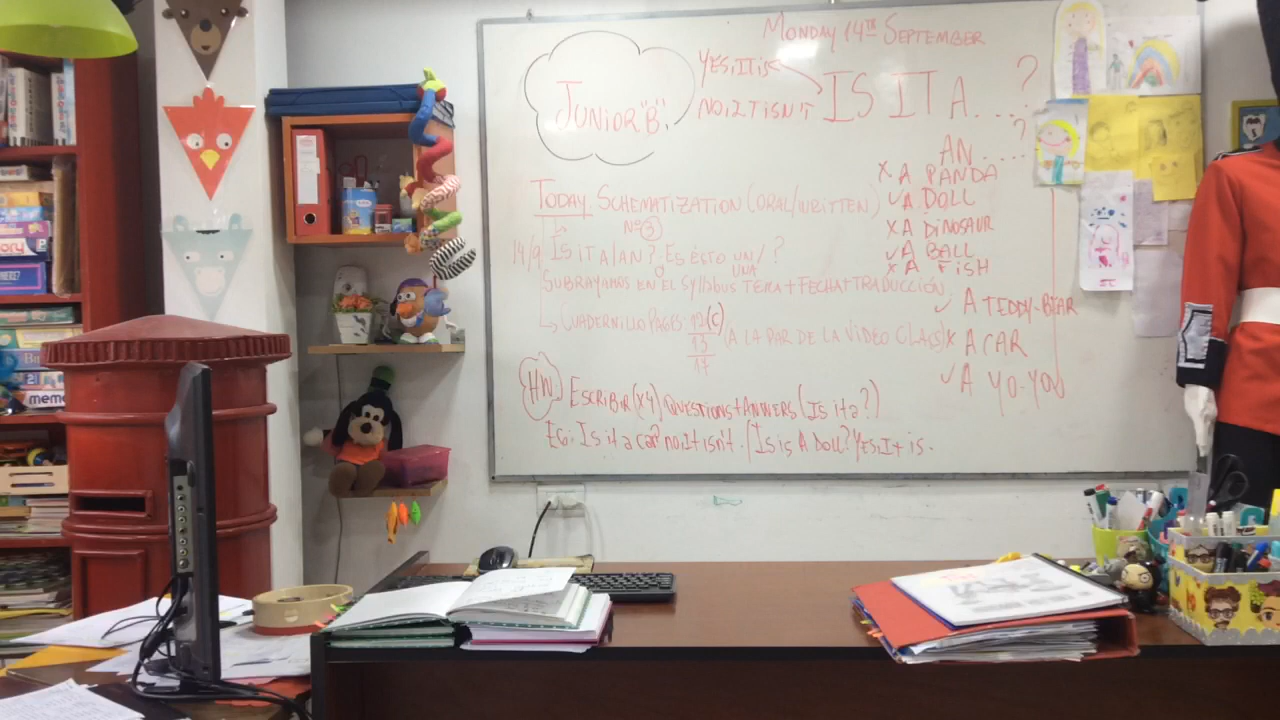 MONDAY 14TH SEPTEMBER
JUNIOR "B"
YES, IT IS
NO, IT ISN'T
IS IT A ....?
AN ....?
X A PANDA
✓ A DOLL
X A DINOSAUR
✓ A BALL
X A FISH
✓ A TEDDY-BEAR
X A CAR
✓ A YO-YO
TODAY: SCHEMATIZATION (ORAL/WRITTEN)
Nº 3
14/9 IS IT A/AN? ES ESTO UN/ ?
O UNA
SUBRAYAMOS EN EL SYLLABUS TEMA + FECHA + TRADUCCIÓN
CUADERNILLO PAGES: 12(C) (A LA PAR DE LA VIDEO CLASS)
13
17
HW ESCRIBIR (X4) QUESTIONS + ANSWERS (Is it a?)
EG: Is it a car? no, It isn't. / Is is A Doll? Yes, It is.
memo